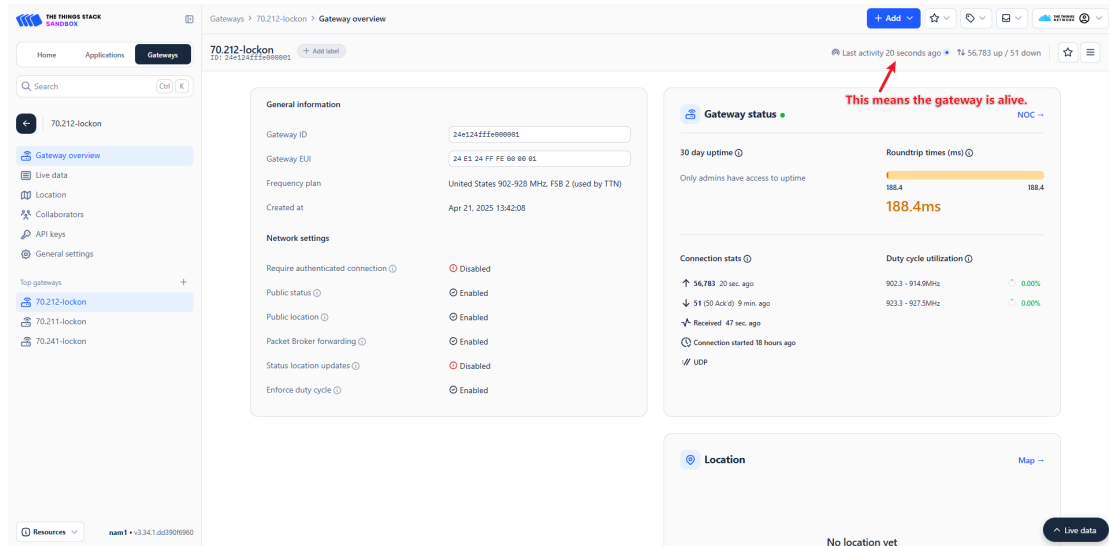 THE THINGS STACK
SANDBOX
Gateways > 70.212-lockon > Gateway overview
+ Add
THE THINGS
NETWORK
Home
Applications
Gateways
70.212-lockon
+ Add label
ID: 24e124fffe000001
Last activity 20 seconds ago
56,783 up / 51 down
This means the gateway is alive.
Search
Ctrl
K
70.212-lockon
Gateway overview
Live data
Location
Collaborators
API keys
General settings
Top gateways
+
70.212-lockon
70.211-lockon
70.241-lockon
General information
Gateway ID
24e124fffe000001
Gateway EUI
24 E1 24 FF FE 00 00 01
Frequency plan
United States 902-928 MHz, FSB 2 (used by TTN)
Created at
Apr 21, 2025 13:42:08
Network settings
Require authenticated connection
Disabled
Public status
Enabled
Public location
Enabled
Packet Broker forwarding
Enabled
Status location updates
Disabled
Enforce duty cycle
Enabled
Gateway status
NOC →
30 day uptime
Only admins have access to uptime
Roundtrip times (ms)
188.4
188.4
188.4ms
Connection stats
56,783 20 sec. ago
51 (50 Ack'd) 9 min. ago
Received 47 sec. ago
Connection started 18 hours ago
UDP
Duty cycle utilization
902.3 - 914.9MHz
0.00%
923.3 - 927.5MHz
0.00%
Location
Map →
No location yet
Resources
nam1 • v3.34.1.dd390f6960
Live data